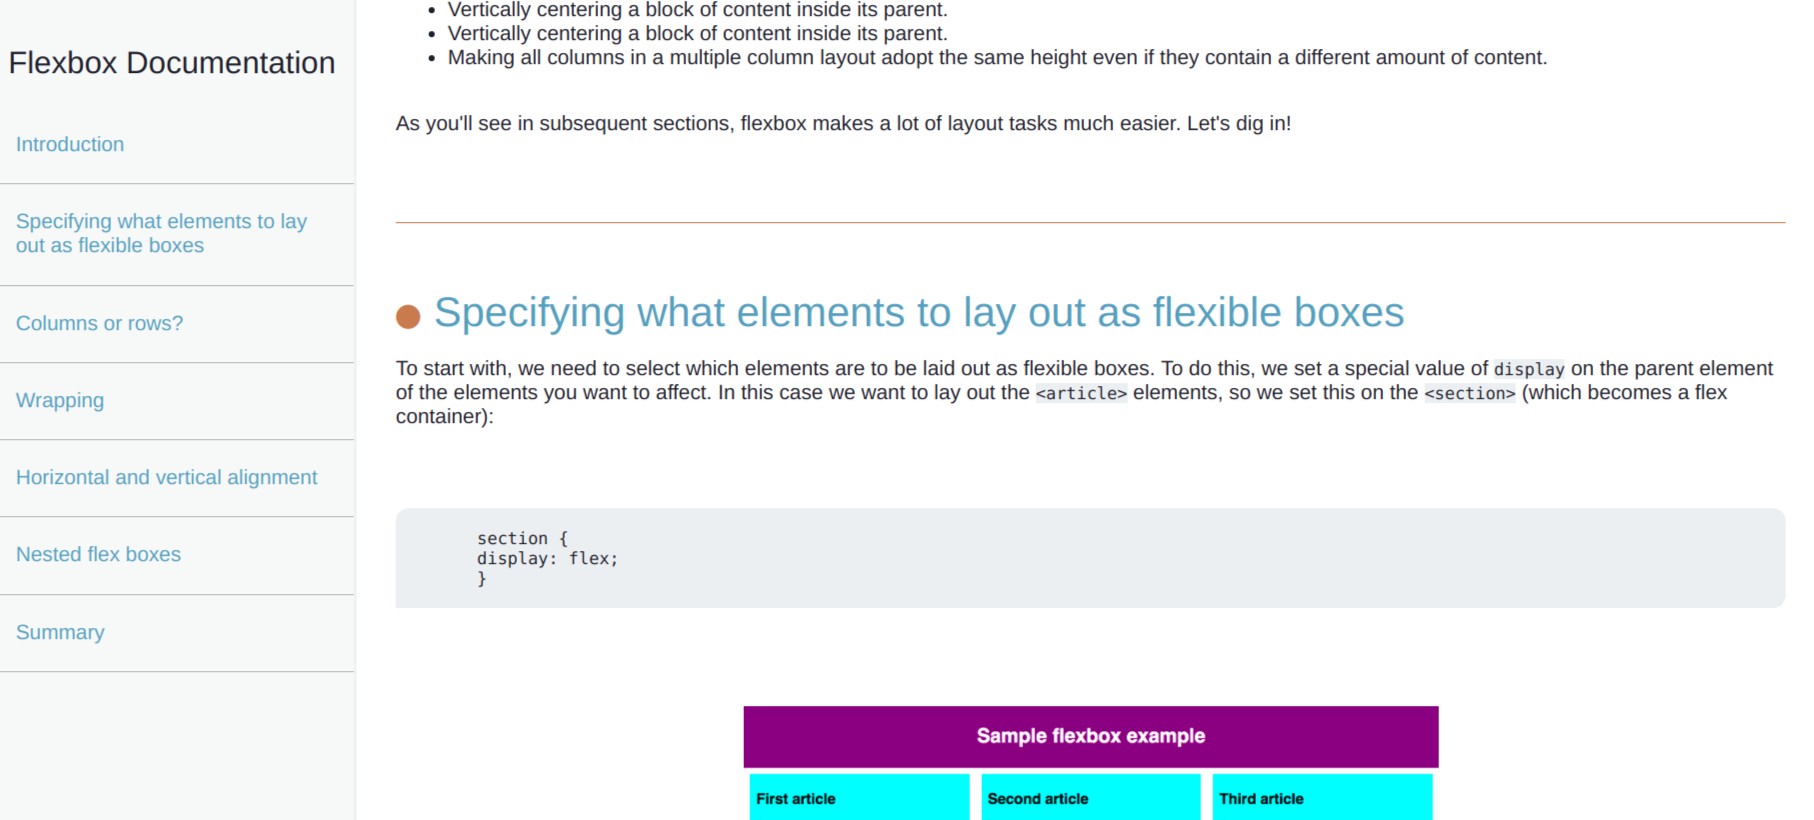 Flexbox Documentation
Introduction
Specifying what elements to lay
out as flexible boxes
Columns or rows?
Wrapping
Horizontal and vertical alignment
Nested flex boxes
Summary
Vertically centering a block of content inside its parent.
Vertically centering a block of content inside its parent.
Making all columns in a multiple column layout adopt the same height even if they contain a different amount of content.
As you'll see in subsequent sections, flexbox makes a lot of layout tasks much easier. Let's dig in!
Specifying what elements to lay out as flexible boxes
To start with, we need to select which elements are to be laid out as flexible boxes. To do this, we set a special value of display on the parent element
of the elements you want to affect. In this case we want to lay out the <article> elements, so we set this on the <section> (which becomes a flex
container):
section {
display: flex;
}
Sample flexbox example
First article
Second article
Third article